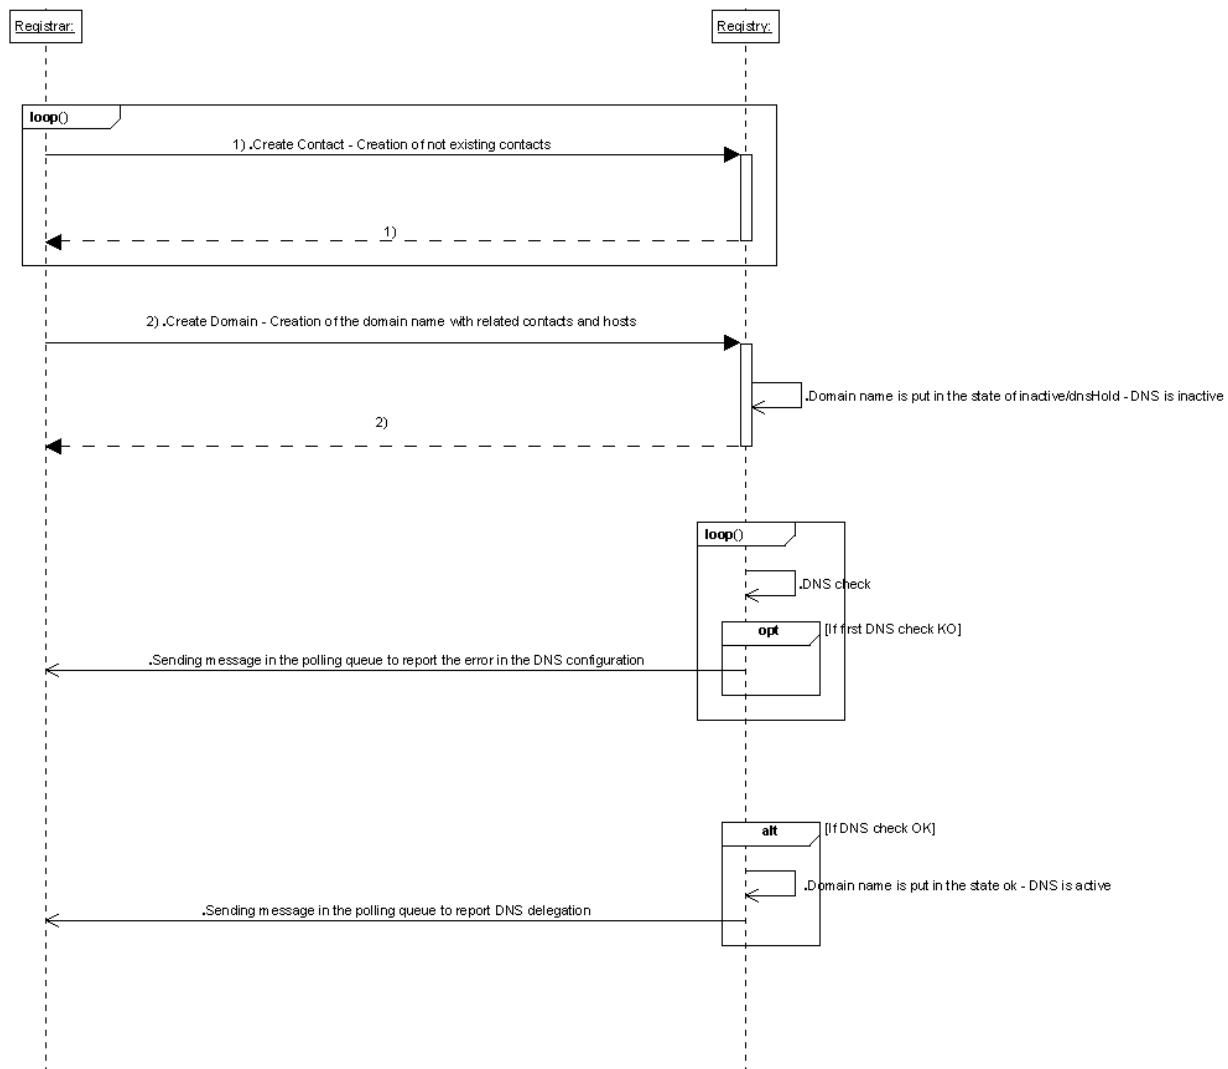 Registrar:
Registry:
loop()
1) .Create Contact - Creation of not existing contacts
1)
2) .Create Domain - Creation of the domain name with related contacts and hosts
.Domain name is put in the state of inactive/dnsHold - DNS is inactive
2)
loop()
.DNS check
opt
[If first DNS check KO]
.Sending message in the polling queue to report the error in the DNS configuration
alt
[If DNS check OK]
.Domain name is put in the state ok - DNS is active
.Sending message in the polling queue to report DNS delegation